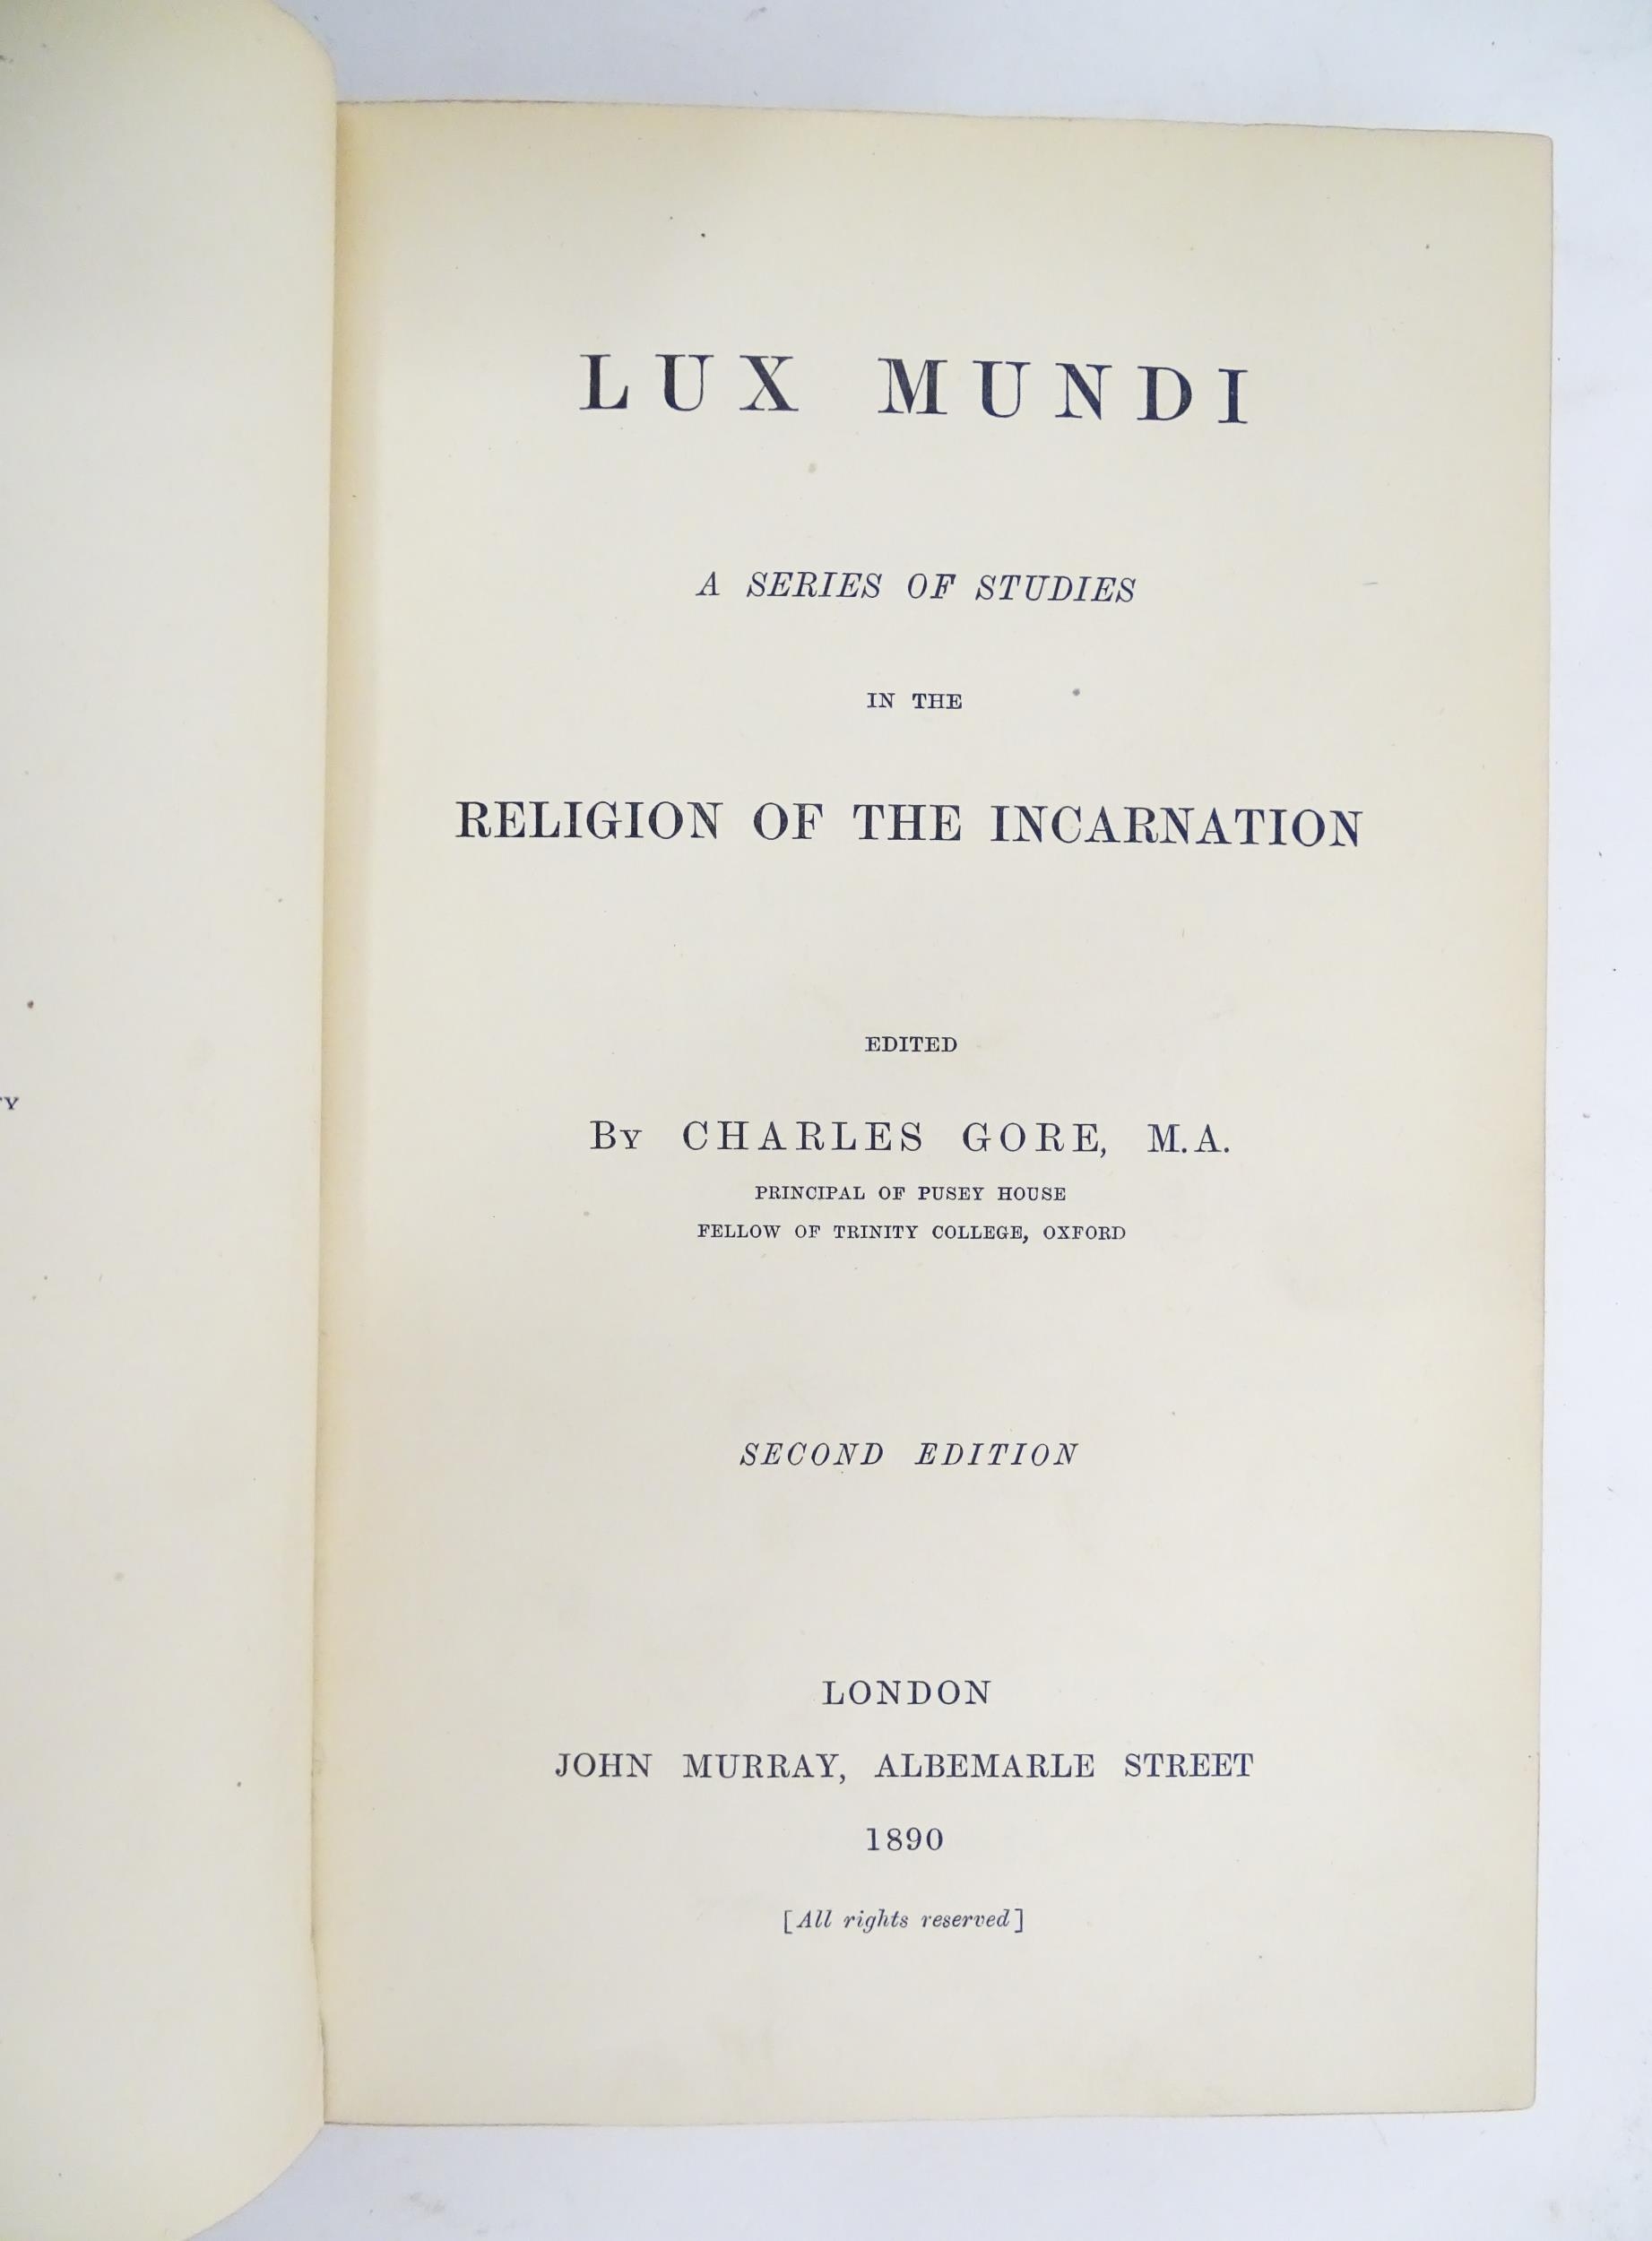 LUX MUNDI
A SERIES OF STUDIES
IN THE
RELIGION OF THE INCARNATION
EDITED
By CHARLES GORE, M.A.
PRINCIPAL OF PUSEY HOUSE
FELLOW OF TRINITY COLLEGE, OXFORD
SECOND EDITION
LONDON
JOHN MURRAY, ALBEMARLE STREET
1890
[All rights reserved]